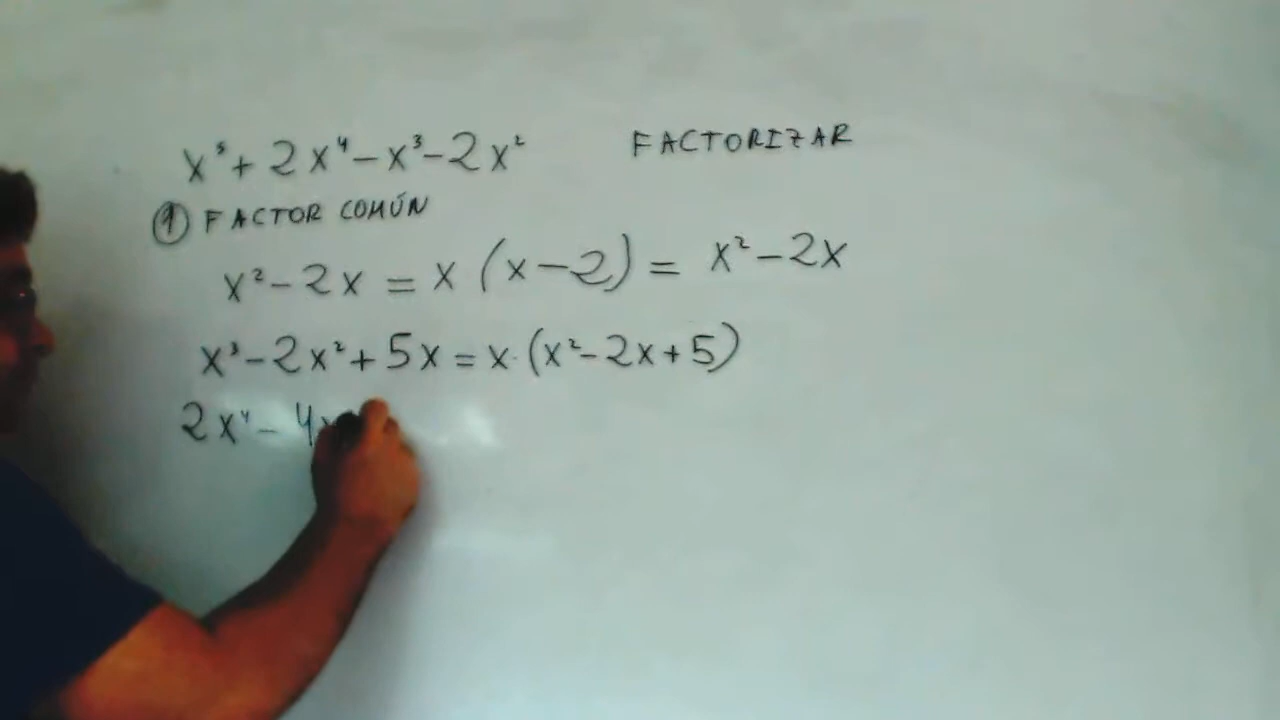 x⁵ + 2x⁴ – x³ – 2x² FACTORIZAR
① FACTOR COMÚN
x² – 2x = x (x – 2) = x² – 2x
x³ – 2x² + 5x = x · (x² – 2x + 5)
2x⁴ – 4x